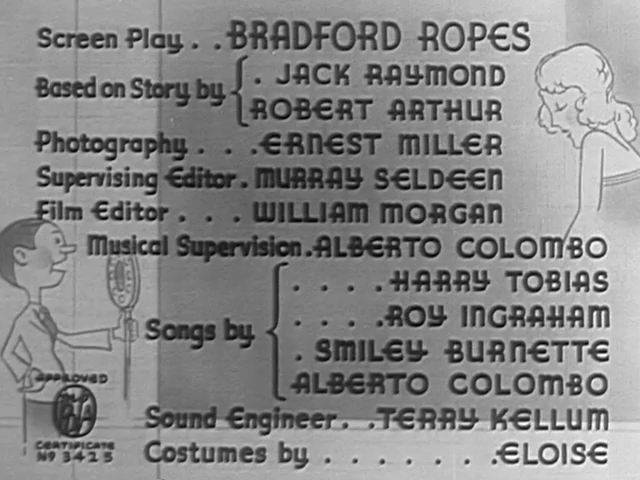 Screen Play . . BRADFORD ROPES
Based on Story by { . JACK RAYMOND
ROBERT ARTHUR
Photography . . . ERNEST MILLER
Supervising Editor . MURRAY SELDEEN
Film Editor . . . WILLIAM MORGAN
Musical Supervision . ALBERTO COLOMBO
Songs by { . . . . HARRY TOBIAS
. . . . ROY INGRAHAM
. SMILEY BURNETTE
ALBERTO COLOMBO
Sound Engineer . . TERRY KELLUM
Costumes by . . . . . . . ELOISE
APPROVED
CERTIFICATE
No 3425